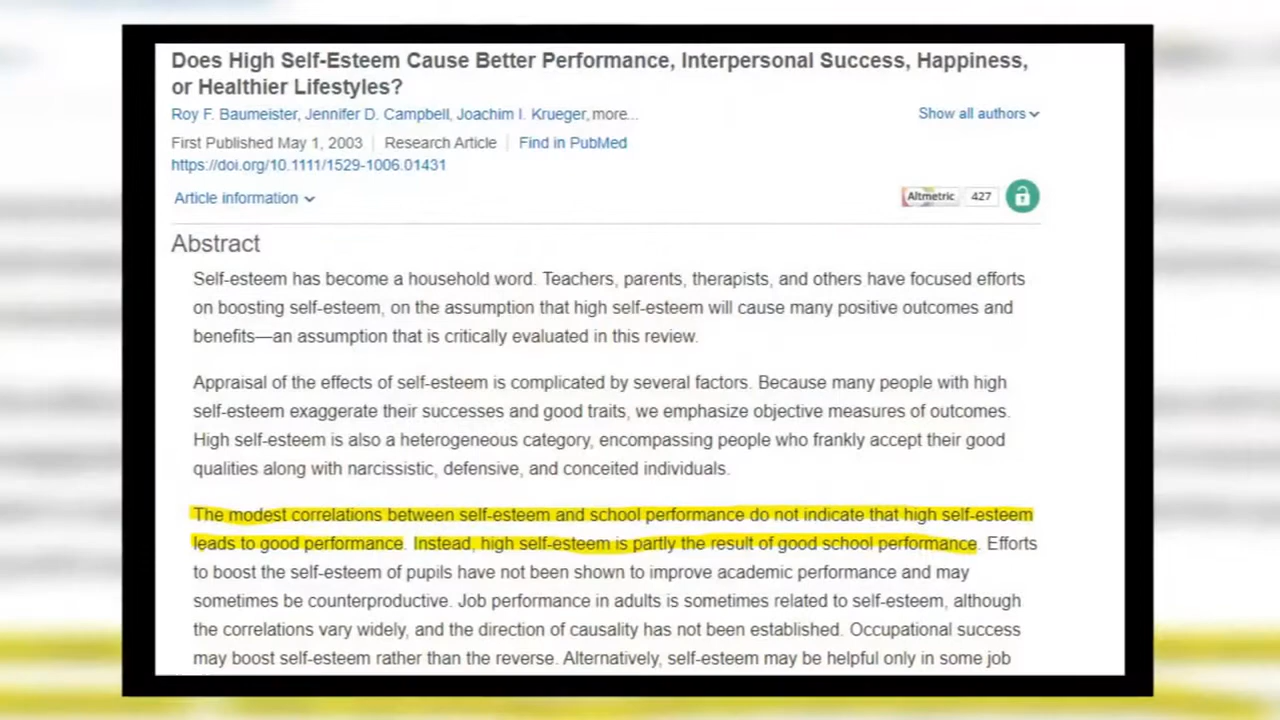 Does High Self-Esteem Cause Better Performance, Interpersonal Success, Happiness,
or Healthier Lifestyles?
Roy F. Baumeister, Jennifer D. Campbell, Joachim I. Krueger, more...
Show all authors
First Published May 1, 2003 | Research Article | Find in PubMed
https://doi.org/10.1111/1529-1006.01431
Article information
Altmetric 427
Abstract
Self-esteem has become a household word. Teachers, parents, therapists, and others have focused efforts
on boosting self-esteem, on the assumption that high self-esteem will cause many positive outcomes and
benefits—an assumption that is critically evaluated in this review.
Appraisal of the effects of self-esteem is complicated by several factors. Because many people with high
self-esteem exaggerate their successes and good traits, we emphasize objective measures of outcomes.
High self-esteem is also a heterogeneous category, encompassing people who frankly accept their good
qualities along with narcissistic, defensive, and conceited individuals.
The modest correlations between self-esteem and school performance do not indicate that high self-esteem
leads to good performance. Instead, high self-esteem is partly the result of good school performance. Efforts
to boost the self-esteem of pupils have not been shown to improve academic performance and may
sometimes be counterproductive. Job performance in adults is sometimes related to self-esteem, although
the correlations vary widely, and the direction of causality has not been established. Occupational success
may boost self-esteem rather than the reverse. Alternatively, self-esteem may be helpful only in some job